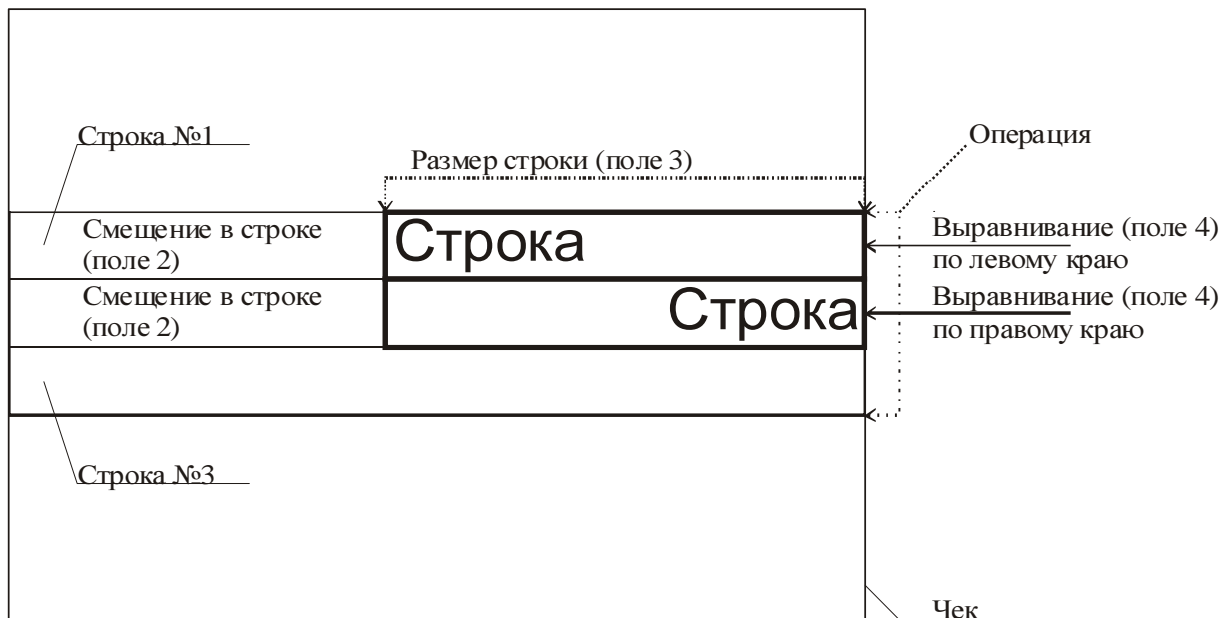 Строка №1
Операция
Размер строки (поле 3)
Смещение в строке
(поле 2)
Строка
Выравнивание (поле 4)
по левому краю
Смещение в строке
(поле 2)
Строка
Выравнивание (поле 4)
по правому краю
Строка №3
Чек